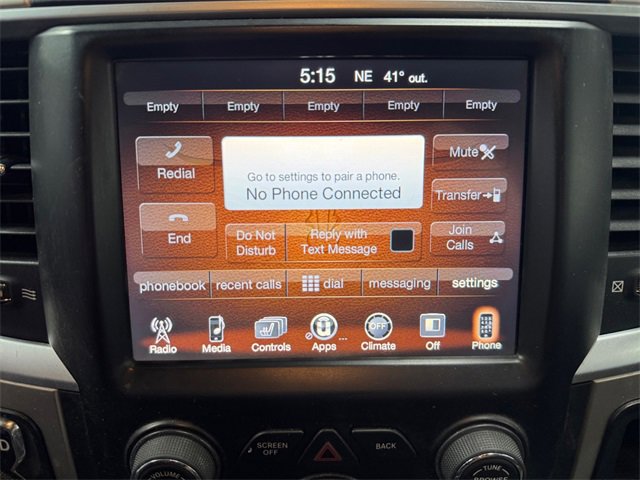 5:15 NE 41° out.
Empty Empty Empty Empty Empty
Redial
Go to settings to pair a phone.
No Phone Connected
Mute
Transfer
End
Do Not
Disturb
Reply with
Text Message
Join
Calls
phonebook recent calls dial messaging settings
Radio Media Controls Apps Climate Off Phone
OFF
SCREEN
OFF
BACK
VOLUME
TUNE
BROWSE
D